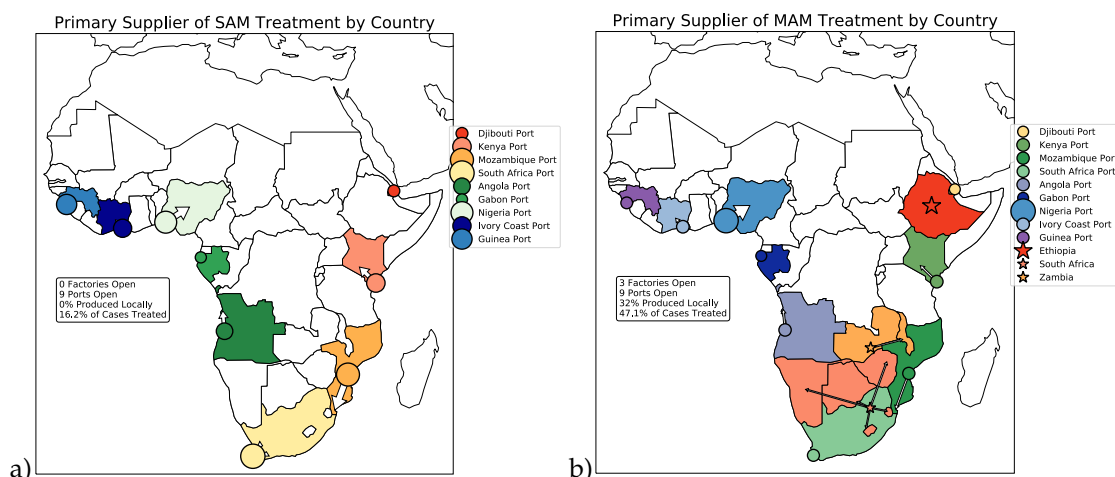 Primary Supplier of SAM Treatment by Country
Djibouti Port
Kenya Port
Mozambique Port
South Africa Port
Angola Port
Gabon Port
Nigeria Port
Ivory Coast Port
Guinea Port
0 Factories Open
9 Ports Open
0% Produced Locally
16.2% of Cases Treated
a)
Primary Supplier of MAM Treatment by Country
Djibouti Port
Kenya Port
Mozambique Port
South Africa Port
Angola Port
Gabon Port
Nigeria Port
Ivory Coast Port
Guinea Port
Ethiopia
South Africa
Zambia
3 Factories Open
9 Ports Open
32% Produced Locally
47.1% of Cases Treated
b)